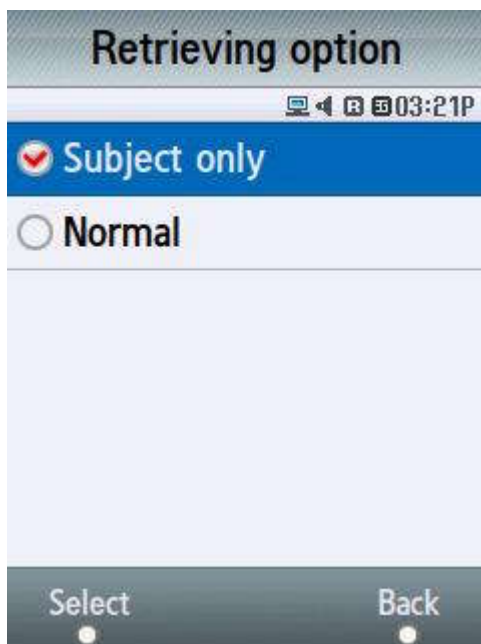 Retrieving option
03:21P
Subject only
Normal
Select
Back